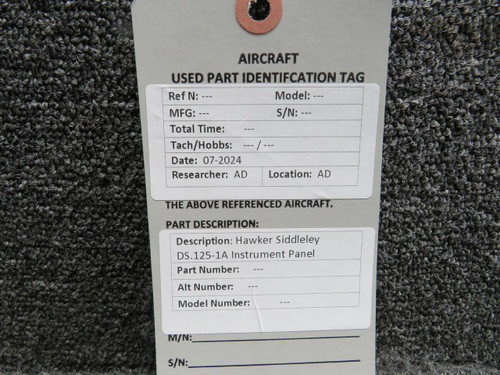 AIRCRAFT
USED PART IDENTIFCATION TAG
Ref N: --- Model: ---
MFG: --- S/N: ---
Total Time: ---
Tach/Hobbs: --- / ---
Date: 07-2024
Researcher: AD Location: AD
THE ABOVE REFERENCED AIRCRAFT.
PART DESCRIPTION:
Description: Hawker Siddleley
DS.125-1A Instrument Panel
Part Number: ---
Alt Number: ---
Model Number: ---
M/N:
S/N: